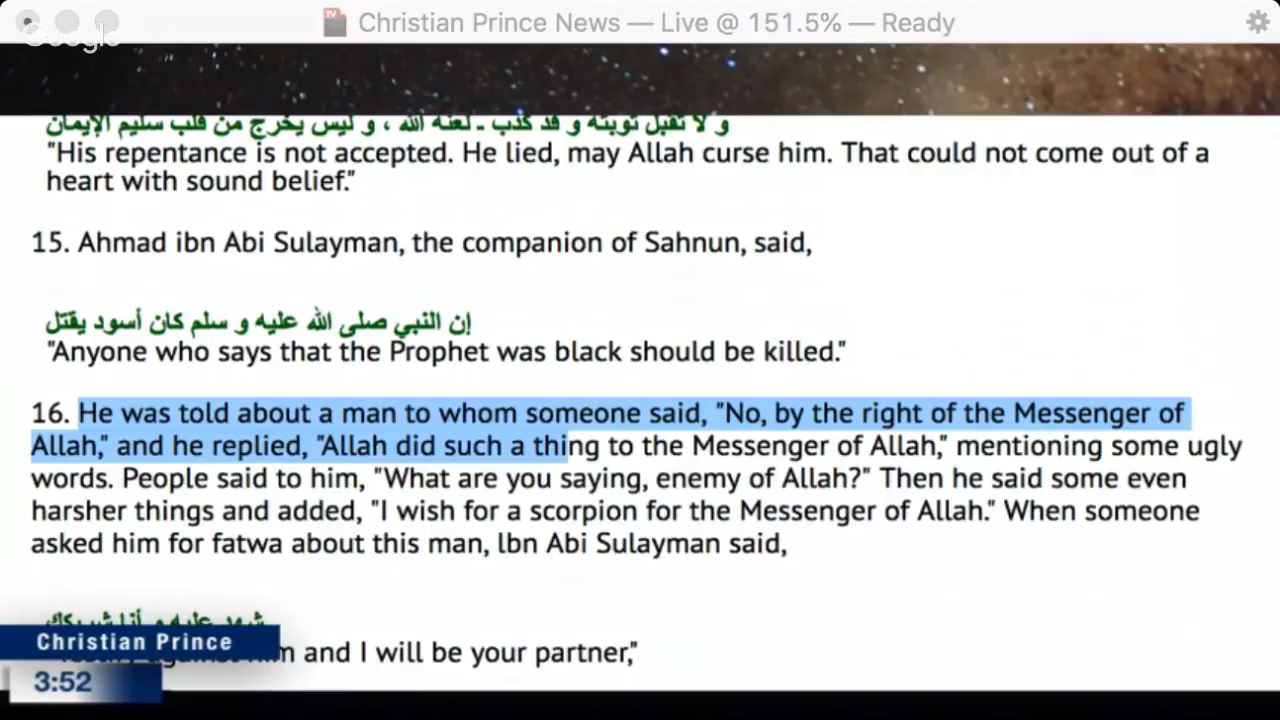 Christian Prince News — Live @ 151.5% — Ready
Google
و لا تقبل توبته و قد كذب ـ لعنه الله ، و ليس يخرج من قلب سليم الإيمان
"His repentance is not accepted. He lied, may Allah curse him. That could not come out of a
heart with sound belief."
15. Ahmad ibn Abi Sulayman, the companion of Sahnun, said,
إن النبي صلى الله عليه و سلم كان أسود يقتل
"Anyone who says that the Prophet was black should be killed."
16. He was told about a man to whom someone said, "No, by the right of the Messenger of
Allah," and he replied, "Allah did such a thing to the Messenger of Allah," mentioning some ugly
words. People said to him, "What are you saying, enemy of Allah?" Then he said some even
harsher things and added, "I wish for a scorpion for the Messenger of Allah." When someone
asked him for fatwa about this man, lbn Abi Sulayman said,
عليه و أنا شريكك
and I will be your partner,"
Christian Prince
3:52